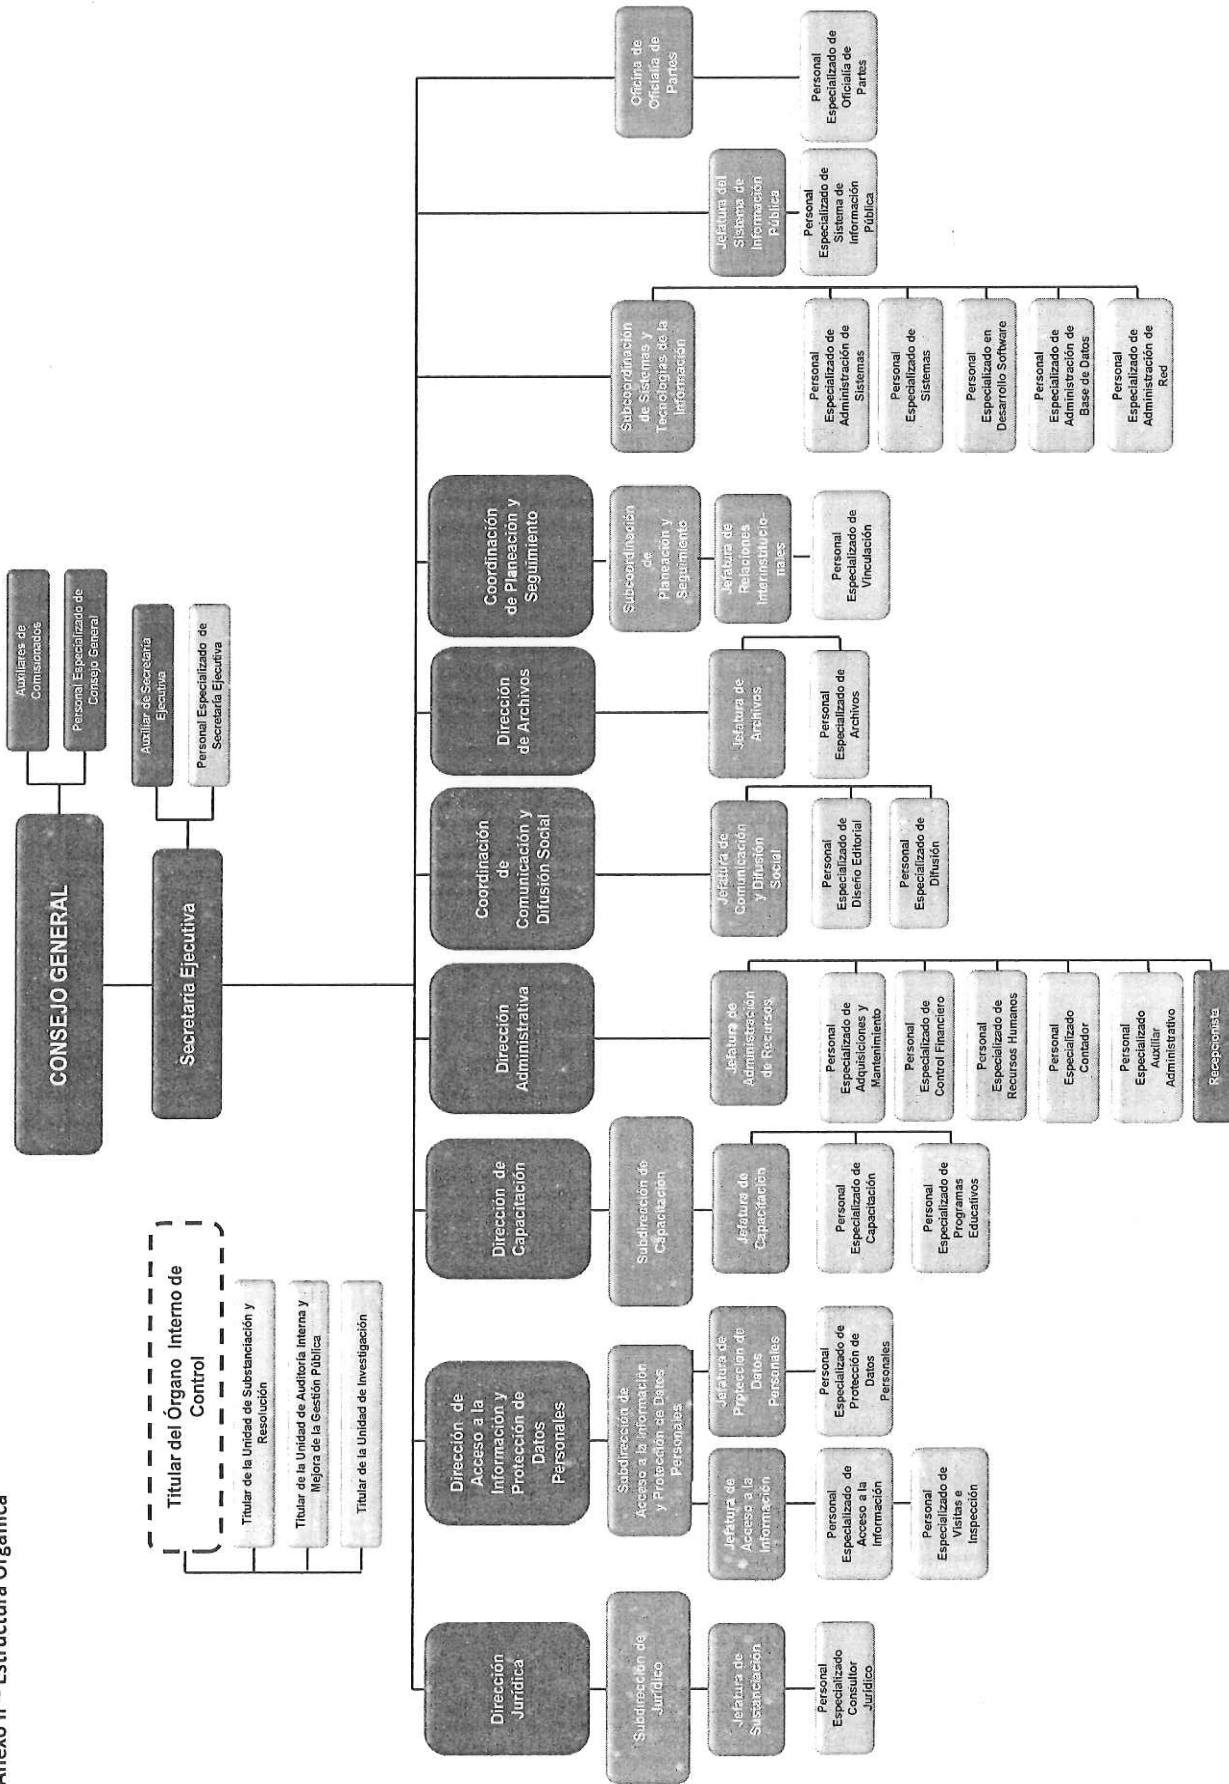 Anexo II - Estructura Orgánica
CONSEJO GENERAL
Auxiliares de
Comisionados
Personal Especializado de
Consejo General
Secretaría Ejecutiva
Auxiliar de Secretaría
Ejecutiva
Personal Especializado de
Secretaría Ejecutiva
Titular del Órgano Interno de
Control
Titular de la Unidad de Substanciación y
Resolución
Titular de la Unidad de Auditoría Interna y
Mejora de la Gestión Pública
Titular de la Unidad de Investigación
Dirección
Jurídica
Subdirección de
Jurídico
Jefatura de
Sustanciación
Personal
Especializado
Consultor
Jurídico
Dirección de
Acceso a la
Información y
Protección de
Datos
Personales
Subdirección de
Acceso a la Información
y Protección de Datos
Personales
Jefatura de
Acceso a la
Información
Personal
Especializado de
Acceso a la
Información
Personal
Especializado de
Visitas e
Inspección
Jefatura de
Protección de
Datos
Personales
Personal
Especializado de
Protección de
Datos
Personales
Dirección de
Capacitación
Subdirección de
Capacitación
Jefatura de
Capacitación
Personal
Especializado de
Capacitación
Personal
Especializado de
Programas
Educativos
Dirección
Administrativa
Jefatura de
Administración
de Recursos
Personal
Especializado de
Adquisiciones y
Mantenimiento
Personal
Especializado de
Control Financiero
Personal
Especializado de
Recursos Humanos
Personal
Especializado
Contador
Personal
Especializado
Auxiliar
Administrativo
Recepcionista
Coordinación
de
Comunicación y
Difusión Social
Jefatura de
Comunicación
y Difusión
Social
Personal
Especializado de
Diseño Editorial
Personal
Especializado de
Difusión
Dirección
de Archivos
Jefatura de
Archivos
Personal
Especializado de
Archivos
Coordinación
de Planeación y
Seguimiento
Subcoordinación
de
Planeación y
Seguimiento
Jefatura de
Relaciones
Interinstitucio-
nales
Personal
Especializado de
Vinculación
Subcoordinación
de Sistemas y
Tecnologías de la
Información
Personal
Especializado de
Administración de
Sistemas
Personal
Especializado de
Sistemas
Personal
Especializado en
Desarrollo Software
Personal
Especializado de
Administración de
Base de Datos
Personal
Especializado de
Administración de
Red
Jefatura del
Sistema de
Información
Pública
Personal
Especializado de
Sistema de
Información
Pública
Oficina de
Oficialía de
Partes
Personal
Especializado de
Oficialía de
Partes